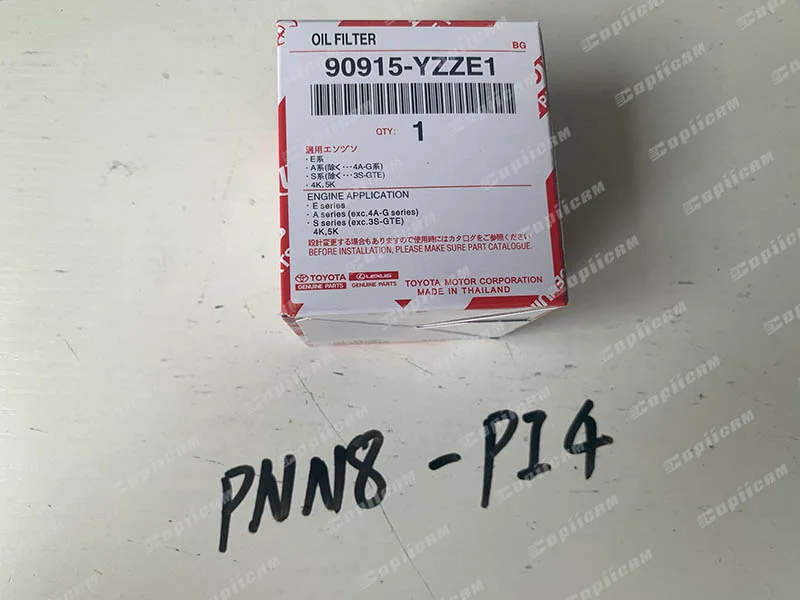 OIL FILTER
BG
90915-YZZE1
QTY: 1
適用エンヅソ
・E系
・A系(除く…4A-G系)
・S系(除く…3S-GTE)
・4K.5K
ENGINE APPLICATION
・E series
・A series (exc.4A-G series)
・S series (exc.3S-GTE)
4K,5K
設計変更する場合もありますので使用時にはカタログをご参照ください
BEFORE INSTALLATION, PLEASE MAKE SURE PART CATALOGUE.
TOYOTA GENUINE PARTS
LEXUS GENUINE PARTS
TOYOTA MOTOR CORPORATION
MADE IN THAILAND
PNN8 - PI4
CopiiCRM